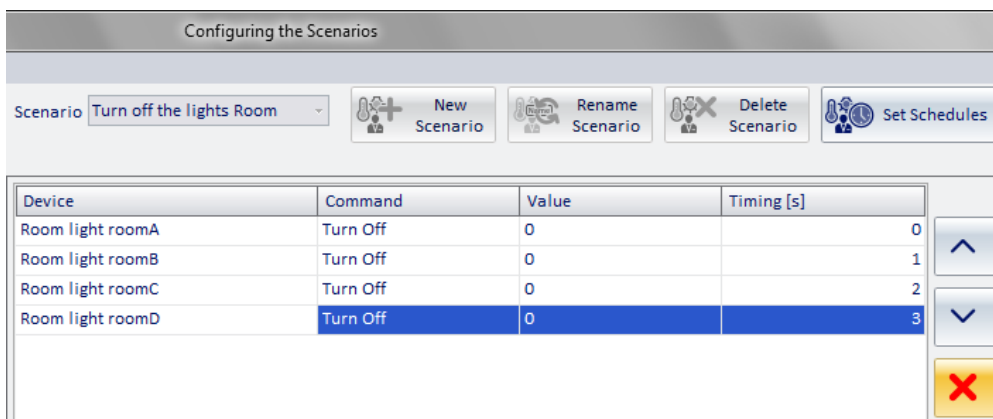 Configuring the Scenarios
Scenario Turn off the lights Room
New Scenario
Rename Scenario
Delete Scenario
Set Schedules
Device Command Value Timing [s]
Room light roomA Turn Off 0 0
Room light roomB Turn Off 0 1
Room light roomC Turn Off 0 2
Room light roomD Turn Off 0 3